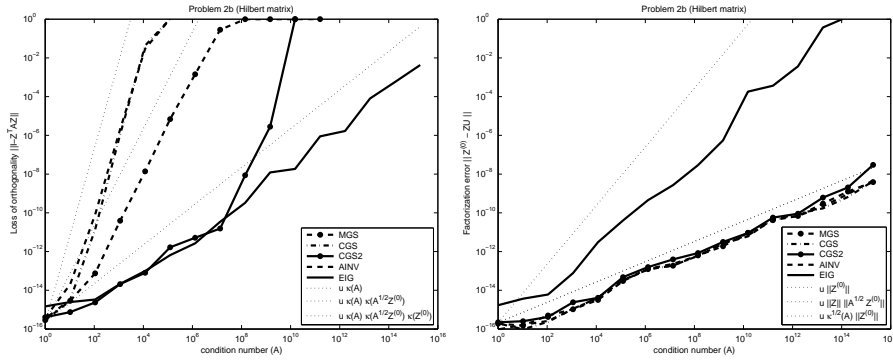 Problem 2b (Hilbert matrix)
Loss of orthogonality ||I−Z^T AZ||
10^0
10^−2
10^−4
10^−6
10^−8
10^−10
10^−12
10^−14
10^−16
10^0 10^2 10^4 10^6 10^8 10^10 10^12 10^14 10^16
condition number (A)
MGS
CGS
CGS2
AINV
EIG
u κ(A)
u κ(A) κ(A^1/2 Z^(0))
u κ(A) κ(A^1/2 Z^(0)) κ(Z^(0))
Problem 2b (Hilbert matrix)
Factorization error || Z^(0) − ZU ||
10^0
10^−2
10^−4
10^−6
10^−8
10^−10
10^−12
10^−14
10^−16
10^0 10^2 10^4 10^6 10^8 10^10 10^12 10^14 10^16
condition number (A)
MGS
CGS
CGS2
AINV
EIG
u ||Z^(0)||
u ||Z|| ||A^1/2 Z^(0)||
u κ^1/2(A) ||Z^(0)||